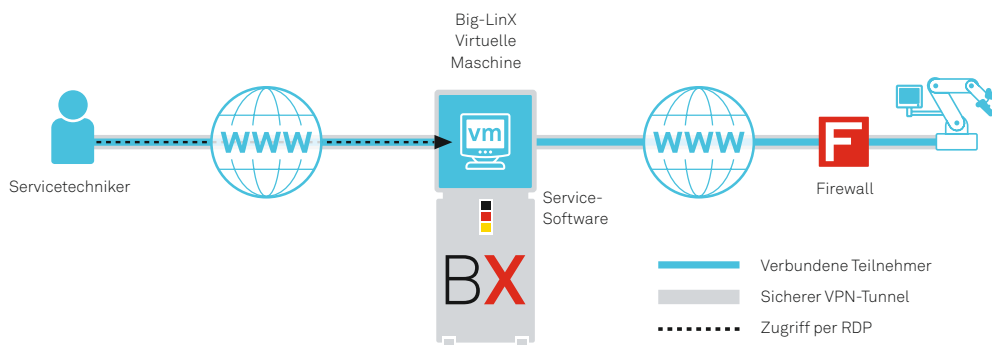 Big-LinX
Virtuelle
Maschine
www
vm
www
F
Servicetechniker
Service-
Software
Firewall
BX
Verbundene Teilnehmer
Sicherer VPN-Tunnel
Zugriff per RDP